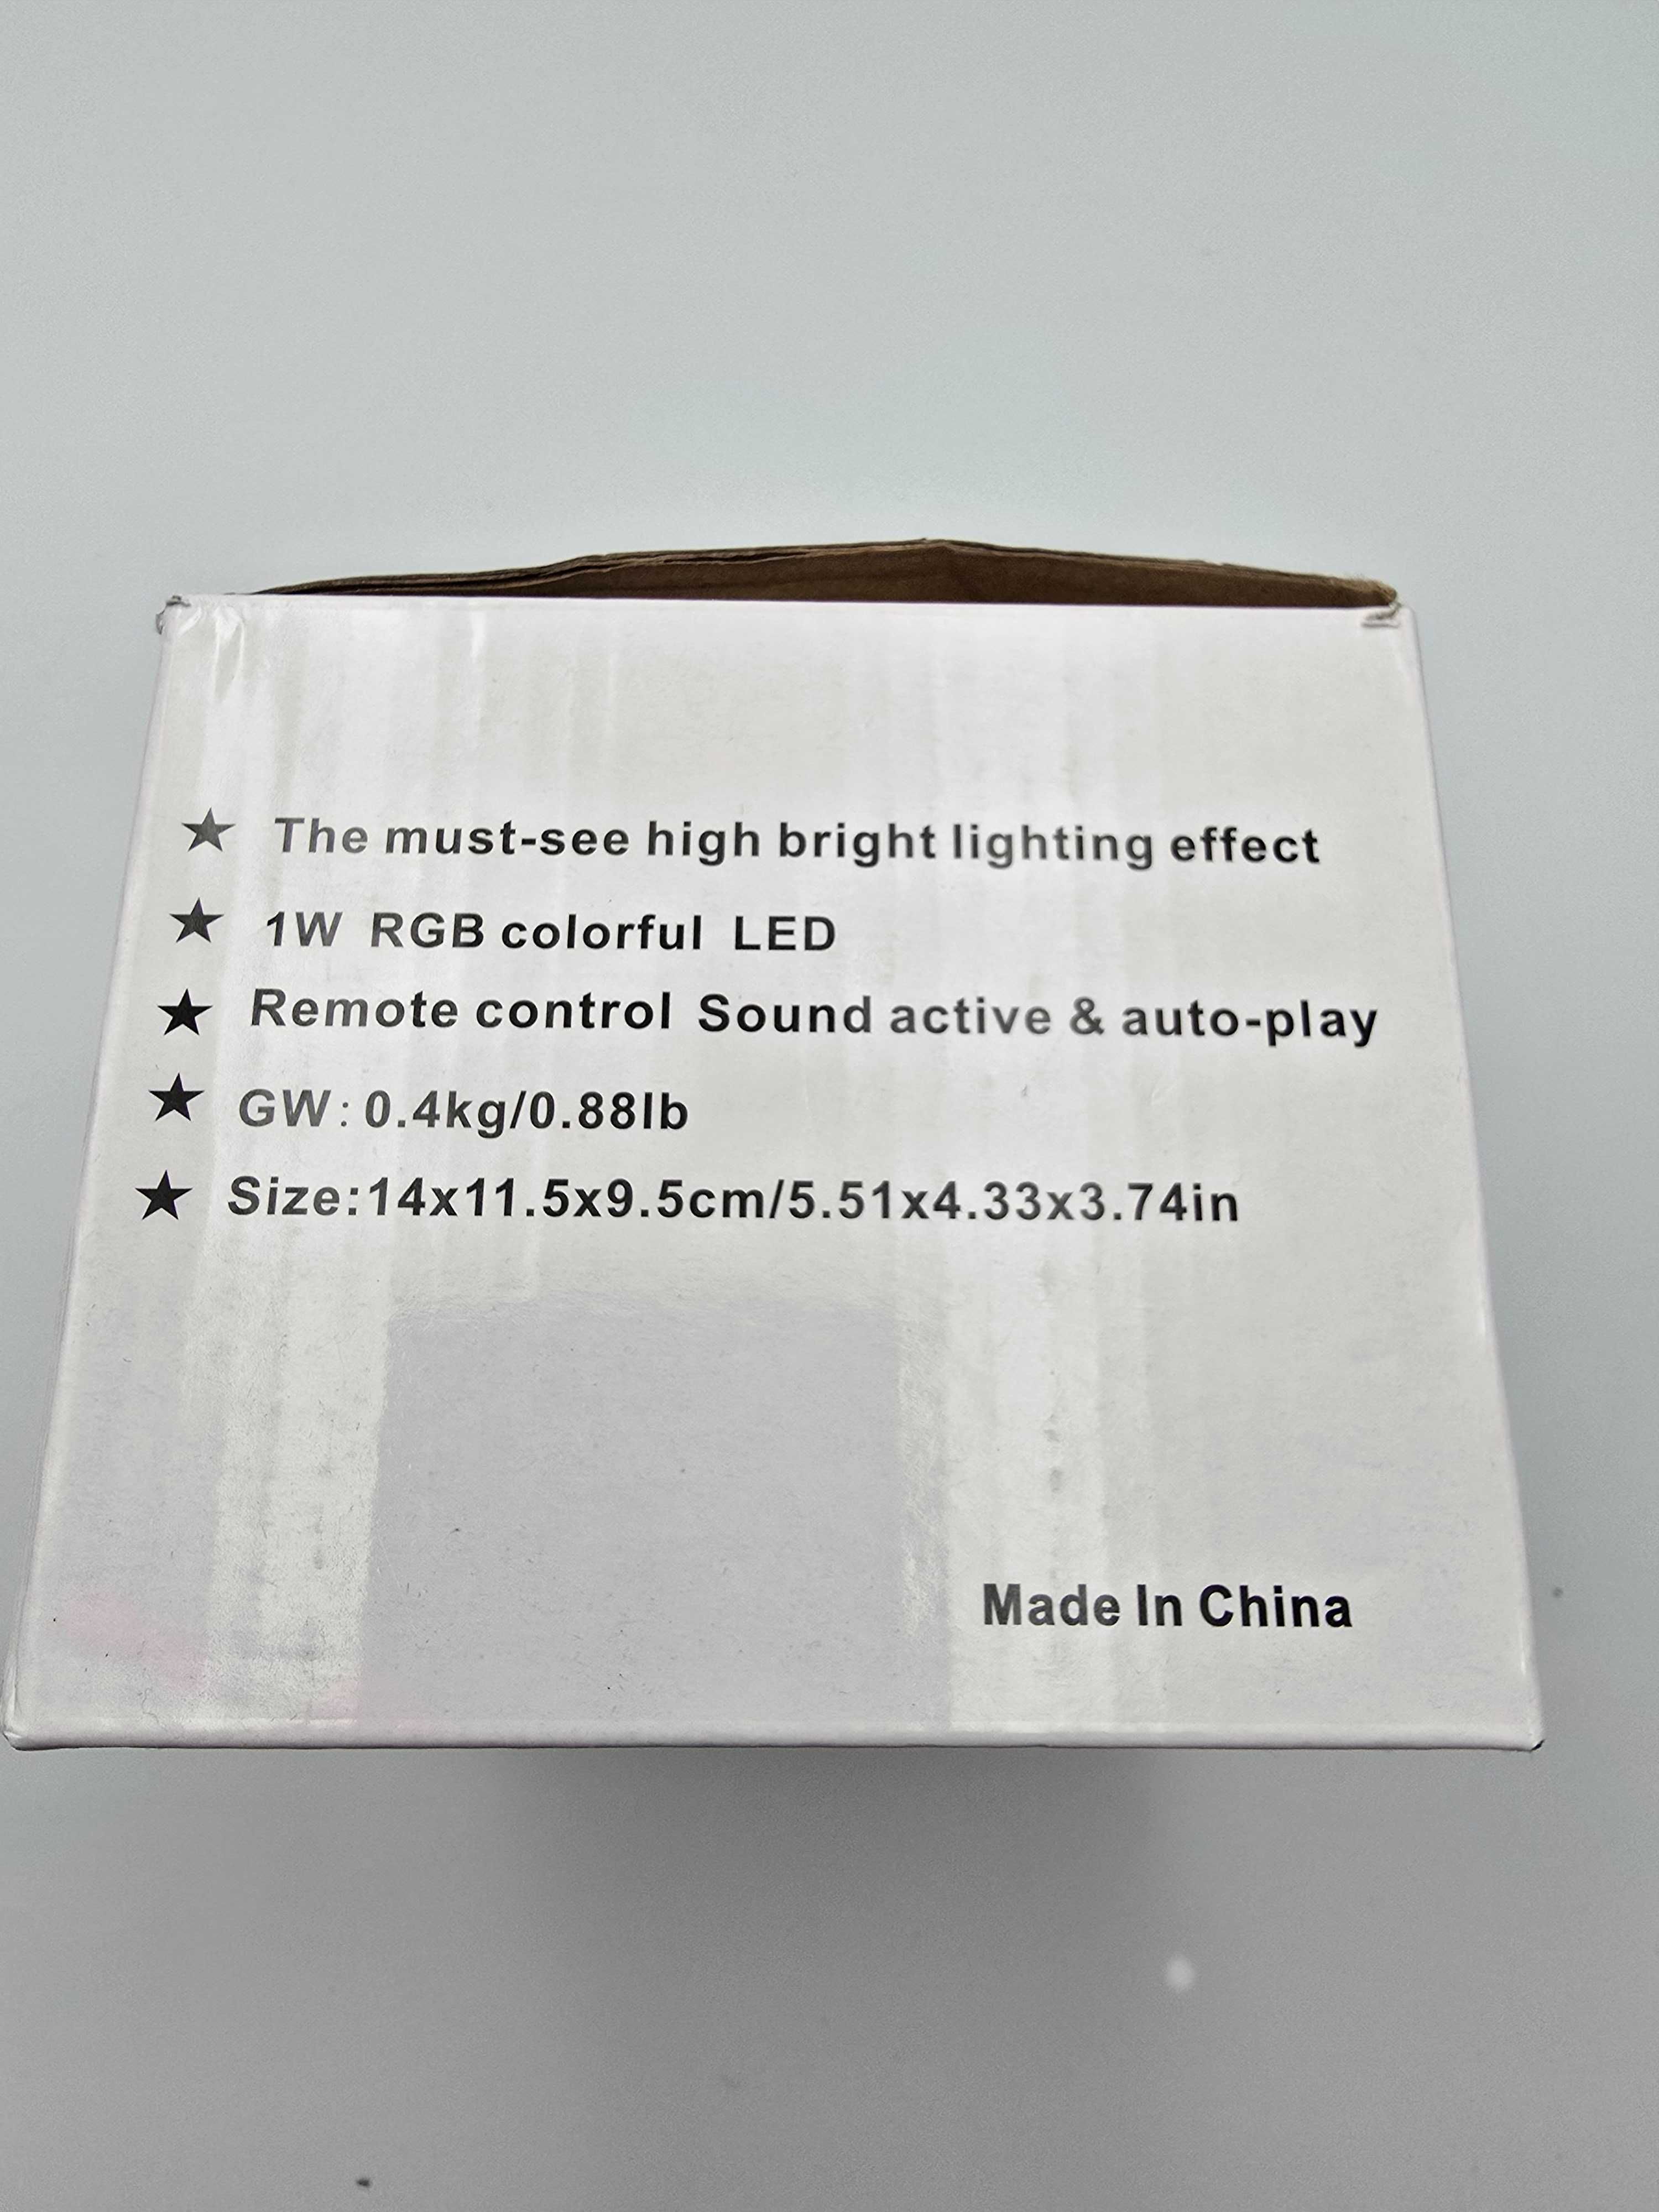 ★ The must-see high bright lighting effect
★ 1W RGB colorful LED
★ Remote control Sound active & auto-play
★ GW: 0.4kg/0.88lb
★ Size:14x11.5x9.5cm/5.51x4.33x3.74in
Made In China